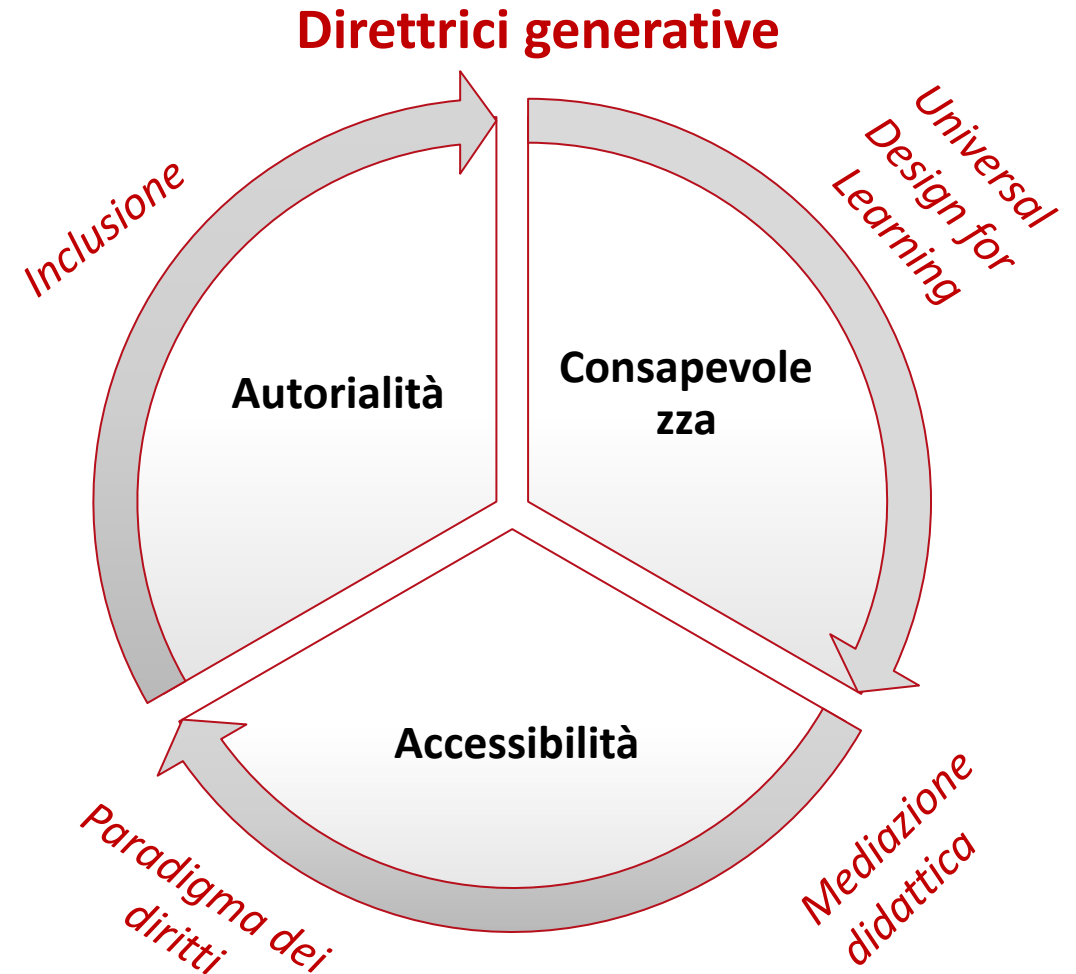 Direttrici generative
Inclusione
Universal
Design for
Learning
Autorialità
Consapevole
zza
Accessibilità
Paradigma dei
diritti
Mediazione
didattica